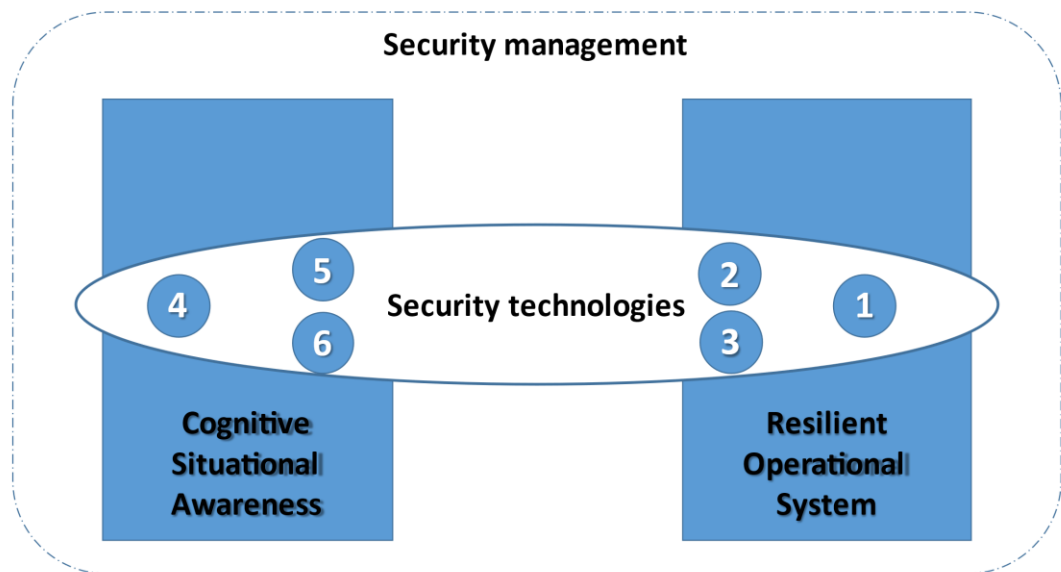 Security management
5
2
4
Security technologies
1
6
3
Cognitive
Situational
Awareness
Resilient
Operational
System